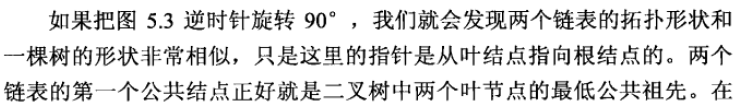 如果把图 5.3 逆时针旋转 90°，我们就会发现两个链表的拓扑形状和
一棵树的形状非常相似，只是这里的指针是从叶结点指向根结点的。两个
链表的第一个公共结点正好就是二叉树中两个叶节点的最低公共祖先。在